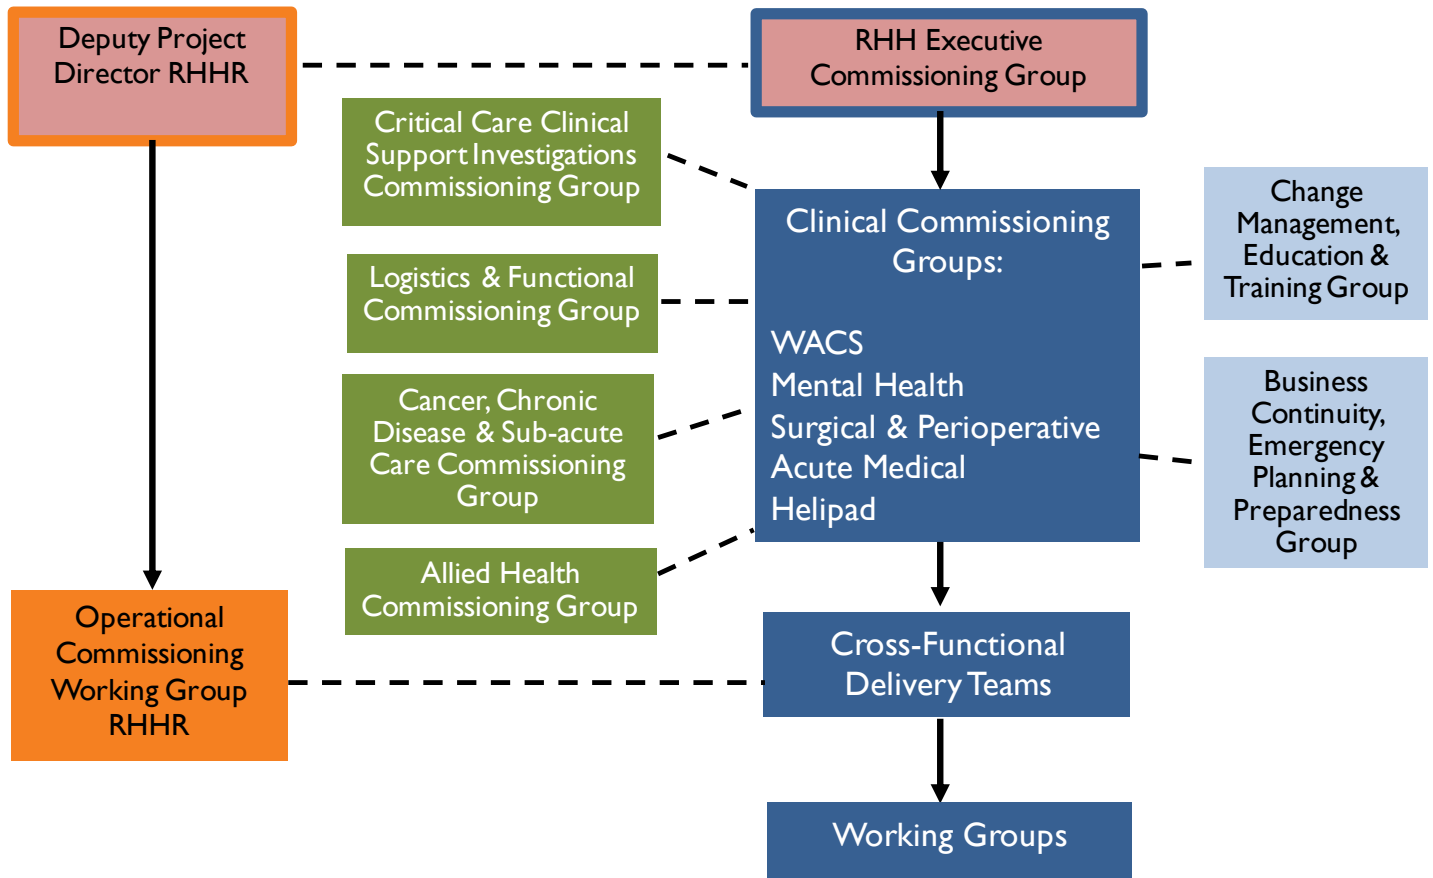 Deputy Project
Director RHHR
RHH Executive
Commissioning Group
Critical Care Clinical
Support Investigations
Commissioning Group
Logistics & Functional
Commissioning Group
Cancer, Chronic
Disease & Sub-acute
Care Commissioning
Group
Allied Health
Commissioning Group
Clinical Commissioning
Groups:
WACS
Mental Health
Surgical & Perioperative
Acute Medical
Helipad
Change
Management,
Education &
Training Group
Business
Continuity,
Emergency
Planning &
Preparedness
Group
Operational
Commissioning
Working Group
RHHR
Cross-Functional
Delivery Teams
Working Groups